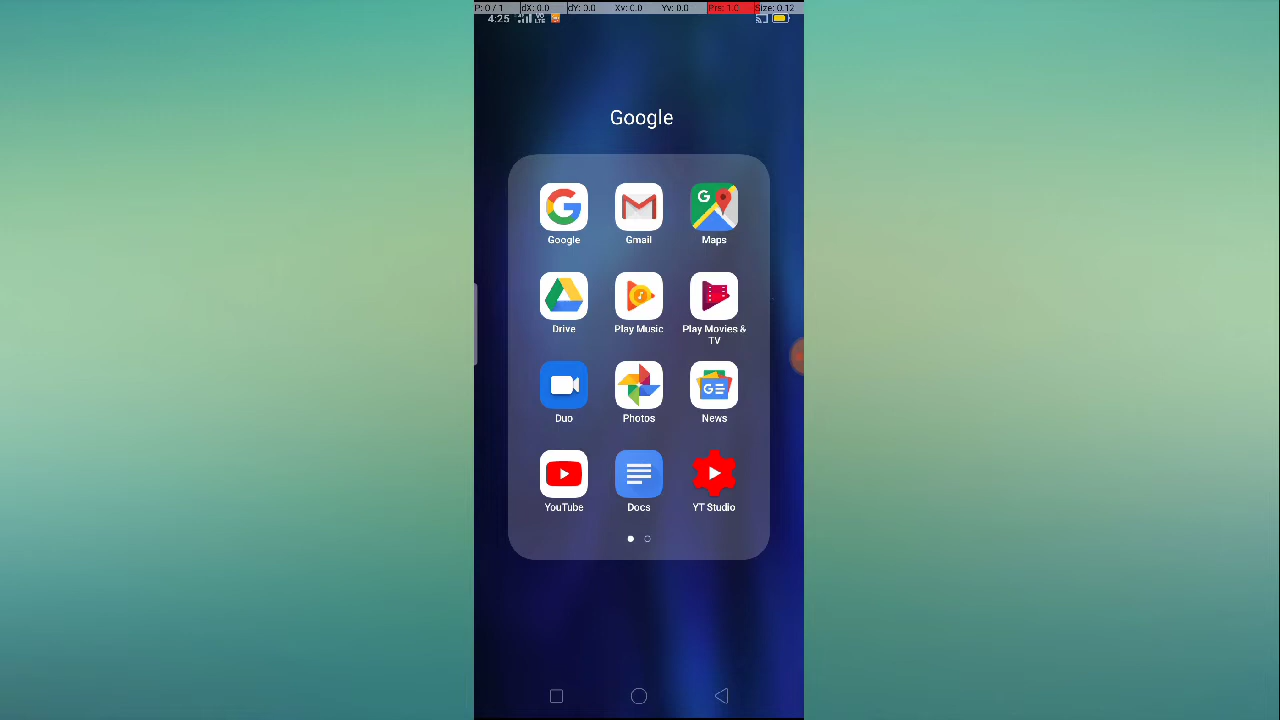 P: 0 / 1 dX: 0.0 dY: 0.0 Xv: 0.0 Yv: 0.0 Prs: 1.0 Size: 0.12
4:25 VO LTE
Google
Google Gmail Maps
Drive Play Music Play Movies &
TV
Duo Photos News
YouTube Docs YT Studio